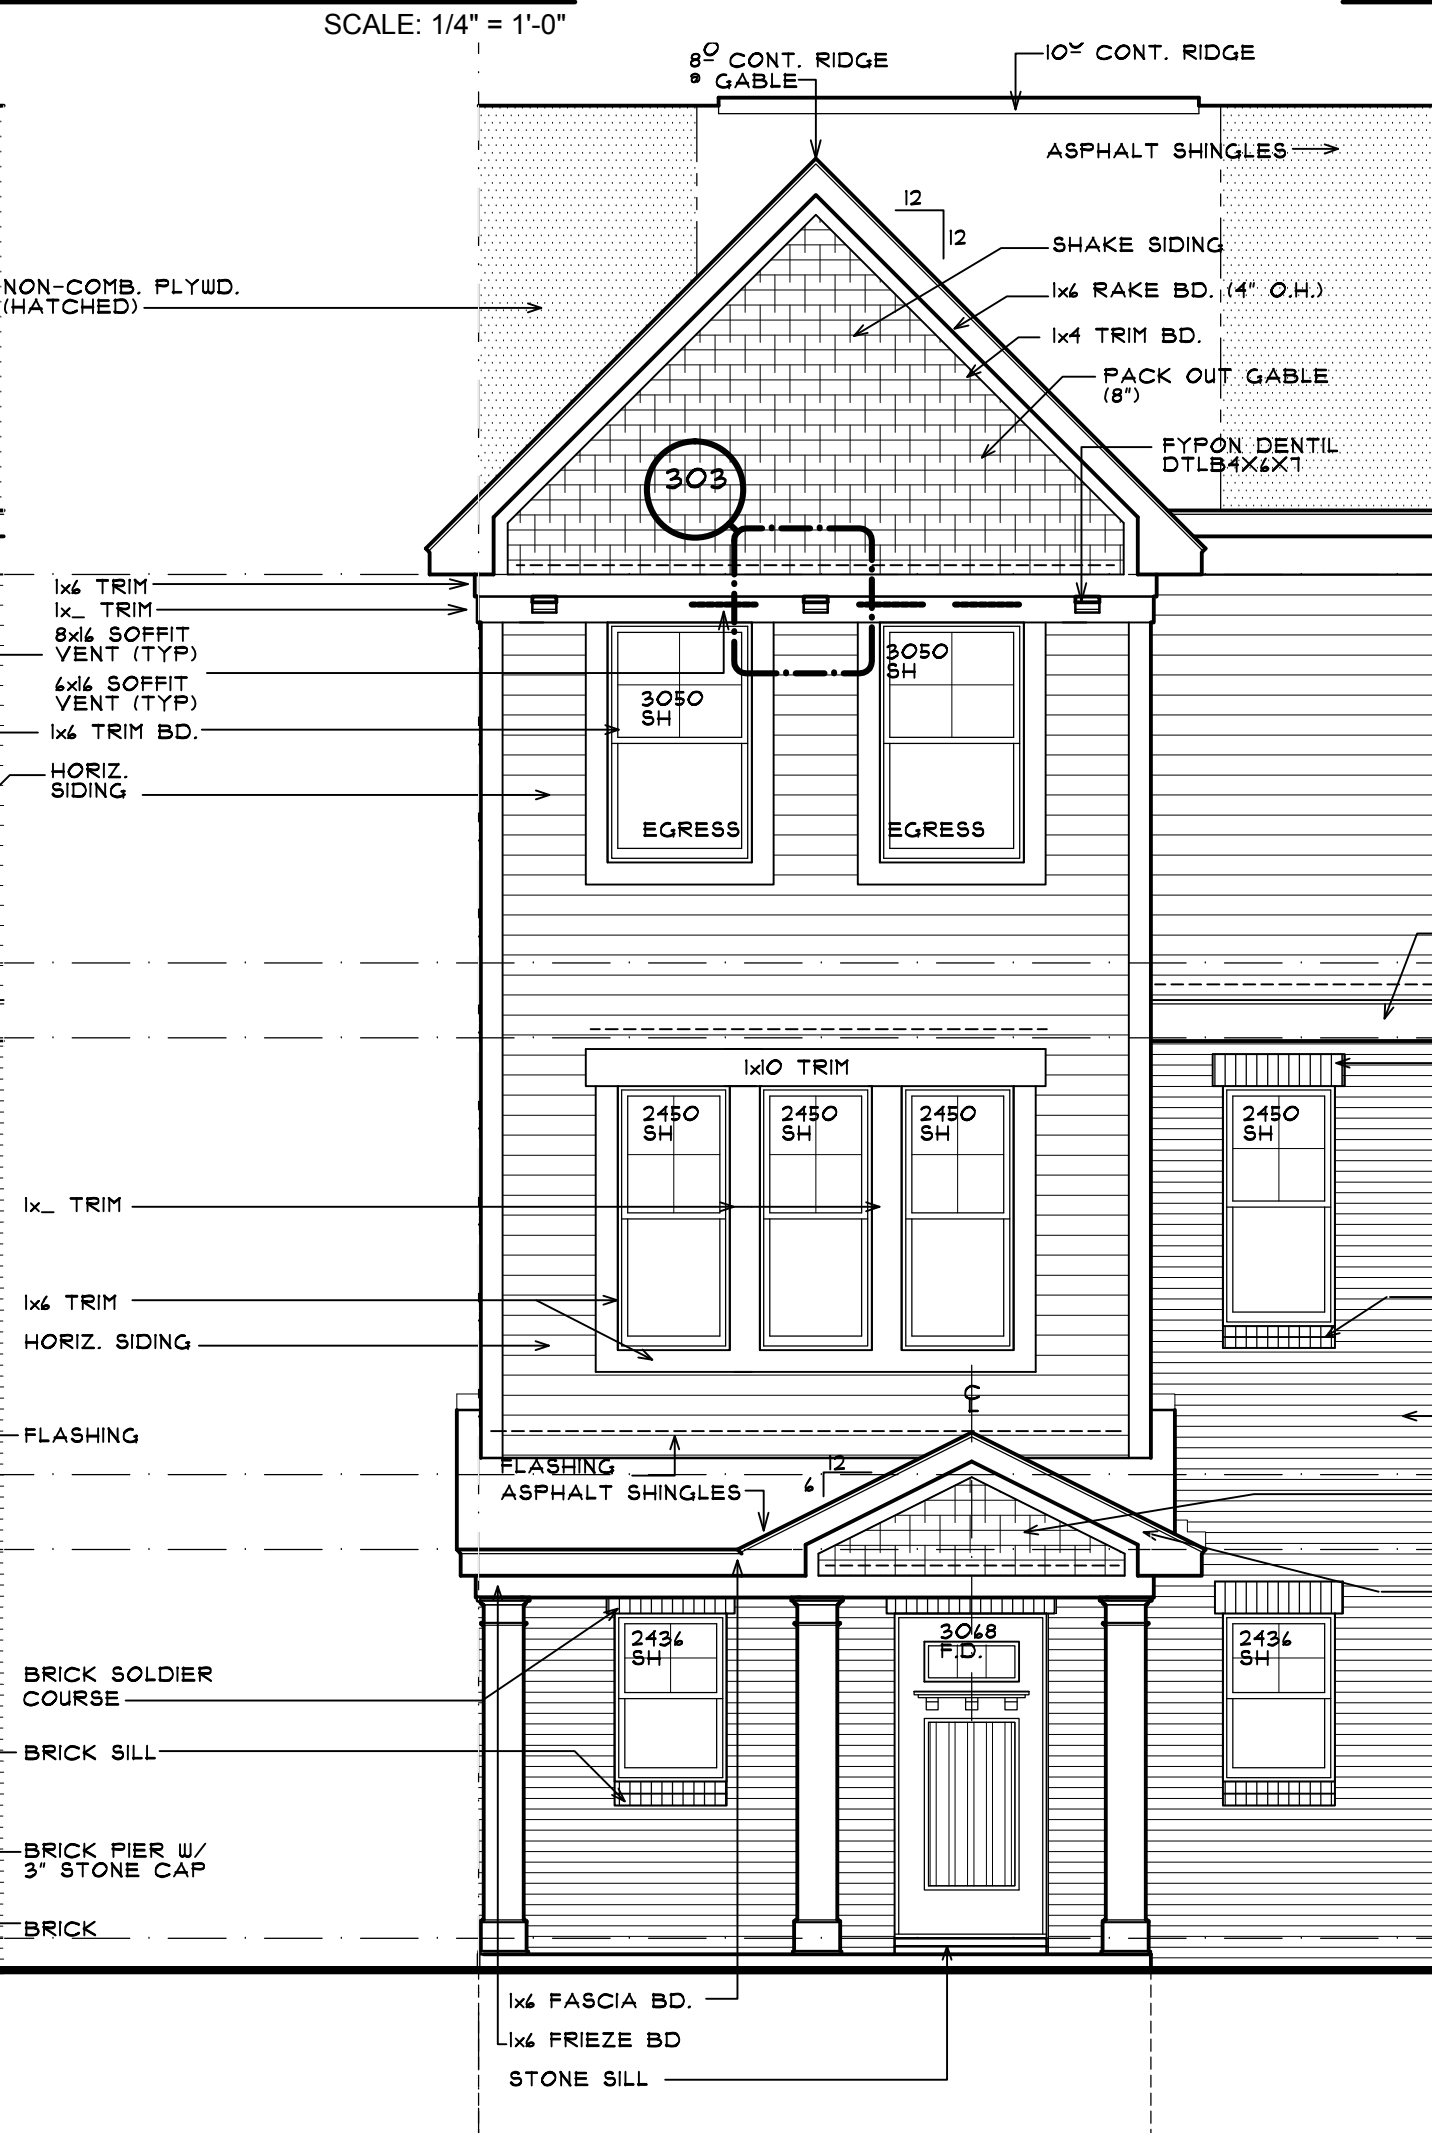 SCALE: 1/4" = 1'-0"
8⁰ CONT. RIDGE
@ GABLE
10⁰ CONT. RIDGE
ASPHALT SHINGLES
12
12
SHAKE SIDING
NON-COMB. PLYWD.
(HATCHED)
1x6 RAKE BD. (4" O.H.)
1x4 TRIM BD.
PACK OUT GABLE
(8")
FYPON DENTIL
DTLB4X6X7
303
1x6 TRIM
1x_ TRIM
8x16 SOFFIT
VENT (TYP)
6x16 SOFFIT
VENT (TYP)
1x6 TRIM BD.
HORIZ.
SIDING
3050
SH
3050
SH
EGRESS
EGRESS
1x10 TRIM
2450
SH
2450
SH
2450
SH
2450
SH
1x_ TRIM
1x6 TRIM
HORIZ. SIDING
CL
FLASHING
FLASHING
ASPHALT SHINGLES
12
6
2436
SH
3068
F.D.
2436
SH
BRICK SOLDIER
COURSE
BRICK SILL
BRICK PIER W/
3" STONE CAP
BRICK
1x6 FASCIA BD.
1x6 FRIEZE BD
STONE SILL